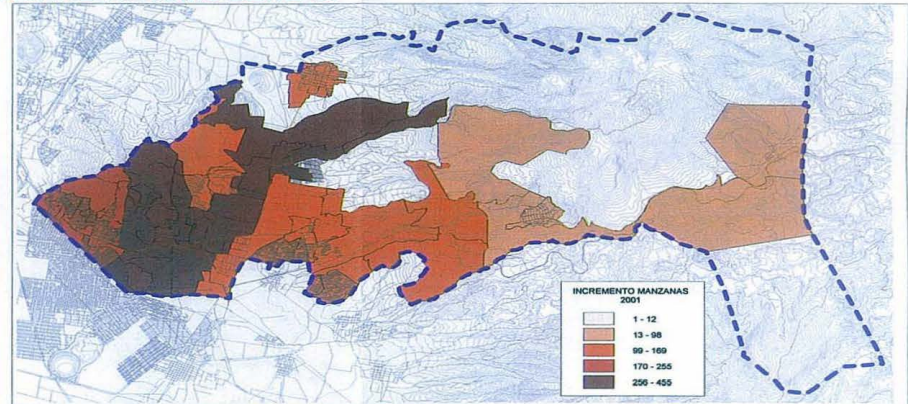 INCREMENTO MANZANAS
2001
1 - 12
13 - 98
99 - 169
170 - 255
256 - 455